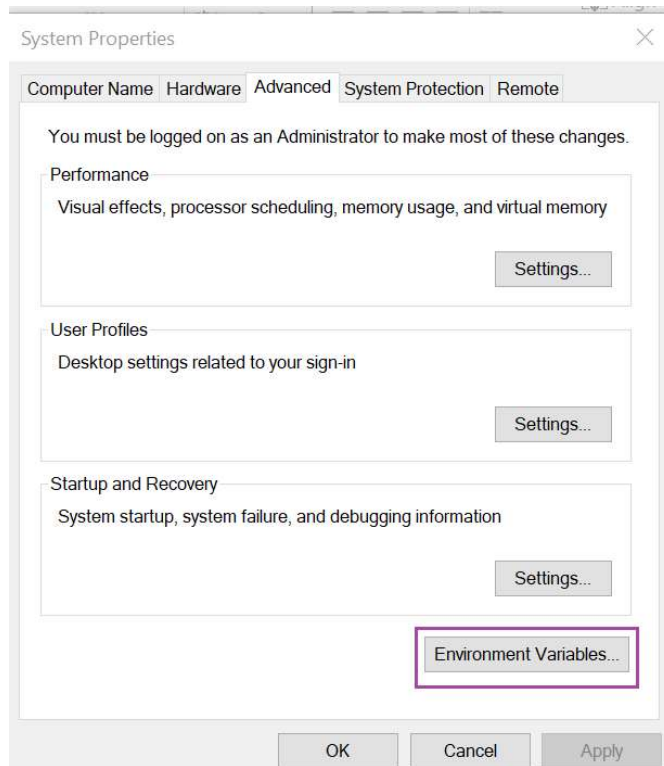 System Properties
Computer Name Hardware Advanced System Protection Remote
You must be logged on as an Administrator to make most of these changes.
Performance
Visual effects, processor scheduling, memory usage, and virtual memory
Settings...
User Profiles
Desktop settings related to your sign-in
Settings...
Startup and Recovery
System startup, system failure, and debugging information
Settings...
Environment Variables...
OK Cancel Apply